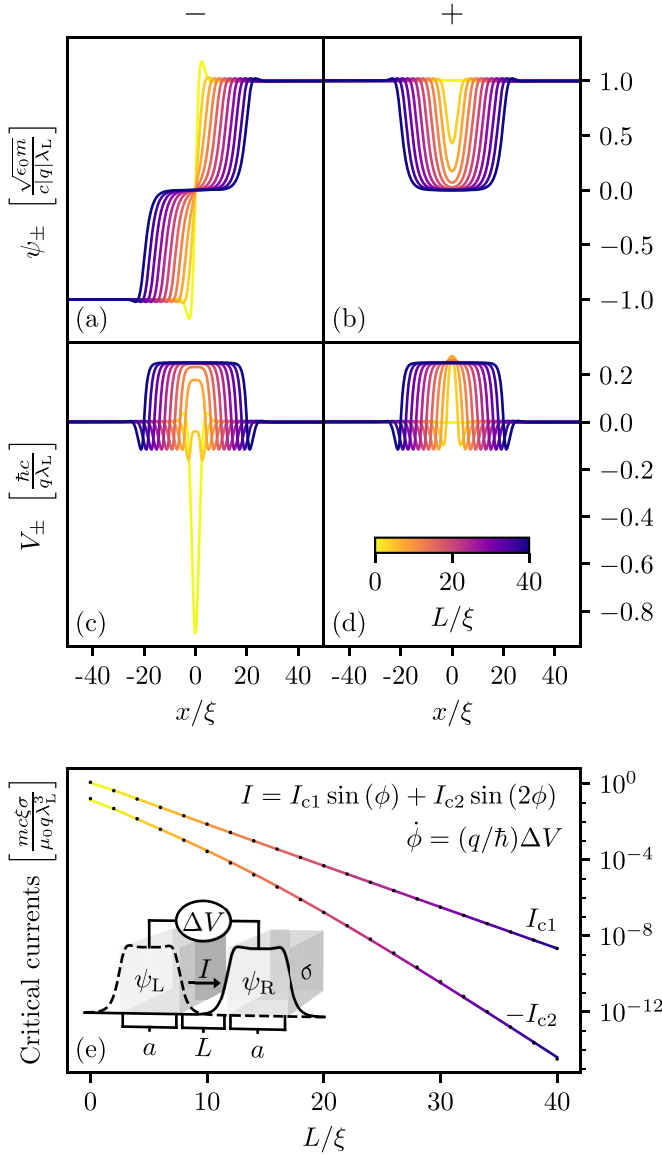 − +
ψ± [√ϵ0m / c|q|λL]
1.0
0.5
0.0
−0.5
−1.0
(a) (b)
V± [ħc / qλL]
0.2
0.0
−0.2
−0.4
−0.6
−0.8
0 20 40
L/ξ
(c) (d)
-40 -20 0 20 40 -40 -20 0 20 40
x/ξ x/ξ
Critical currents [mcξσ / μ0qλL³]
I = Ic1 sin (ϕ) + Ic2 sin (2ϕ)
ϕ̇ = (q/ħ)ΔV
10⁰
10⁻⁴
10⁻⁸
10⁻¹²
Ic1
−Ic2
ΔV
ψL I ψR σ
a L a
(e)
0 10 20 30 40
L/ξ